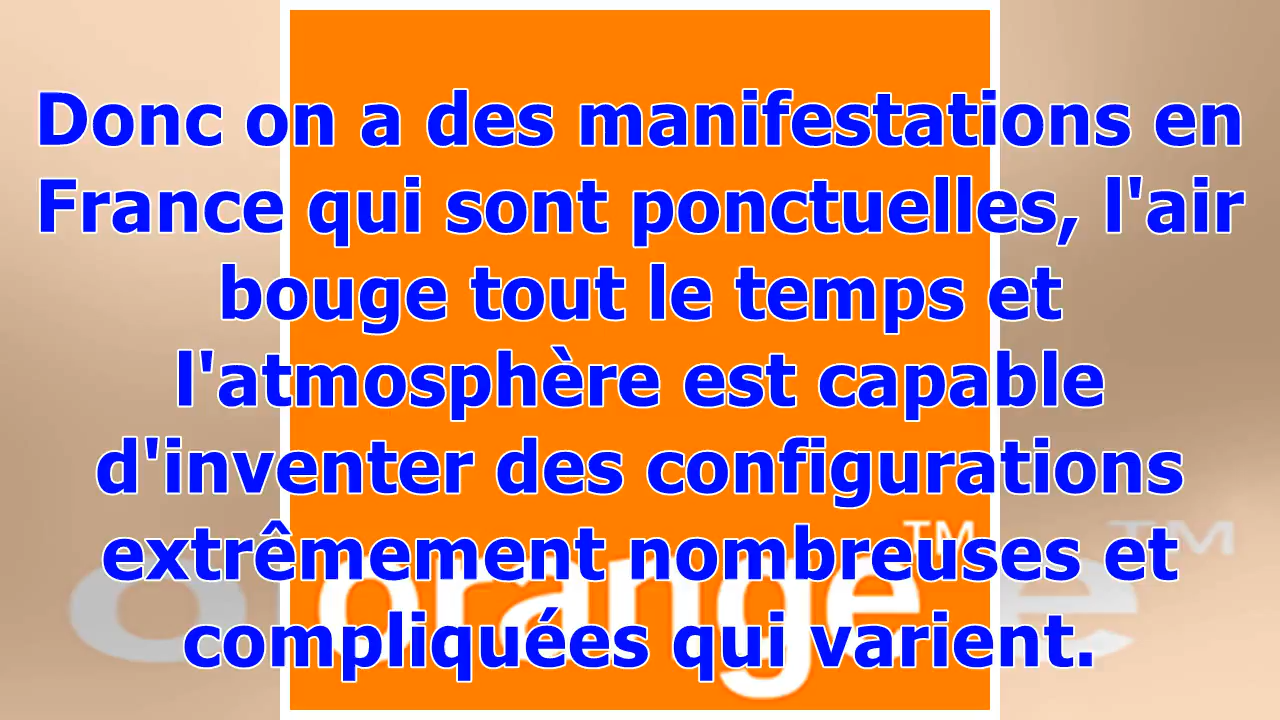 Donc on a des manifestations en
France qui sont ponctuelles, l'air
bouge tout le temps et
l'atmosphère est capable
d'inventer des configurations
extrêmement nombreuses et
compliquées qui varient.
orange™